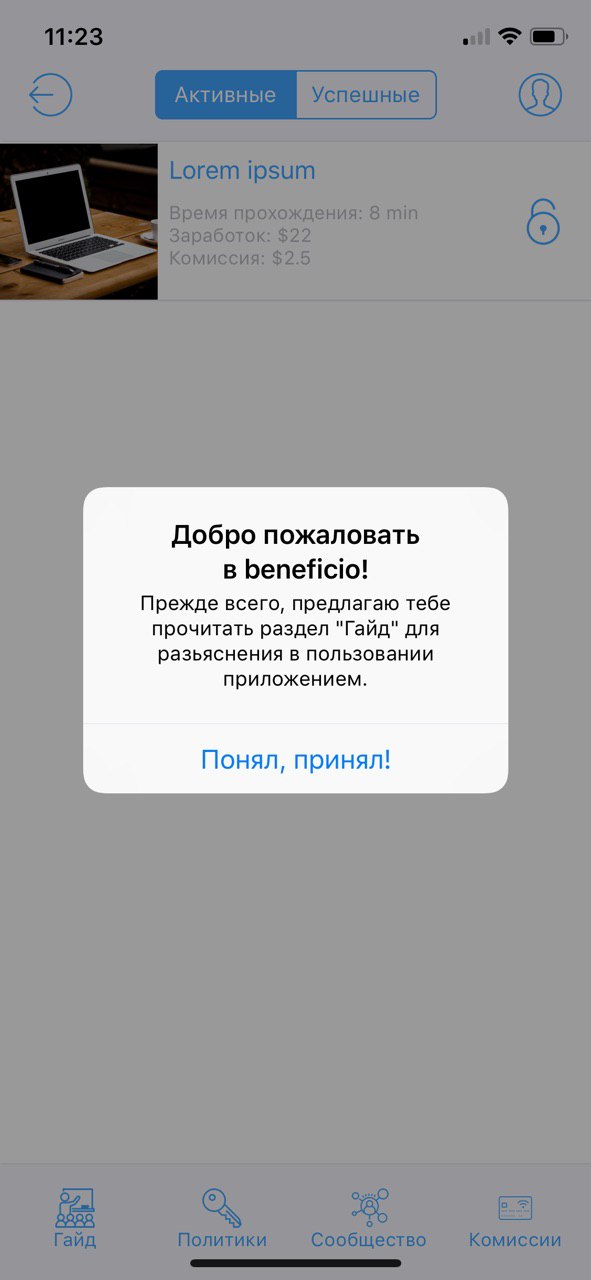 11:23
Активные
Успешные
Lorem ipsum
Время прохождения: 8 min
Заработок: $22
Комиссия: $2.5
Добро пожаловать
в beneficio!
Прежде всего, предлагаю тебе
прочитать раздел "Гайд" для
разьяснения в пользовании
приложением.
Понял, принял!
Гайд
Политики
Сообщество
Комиссии